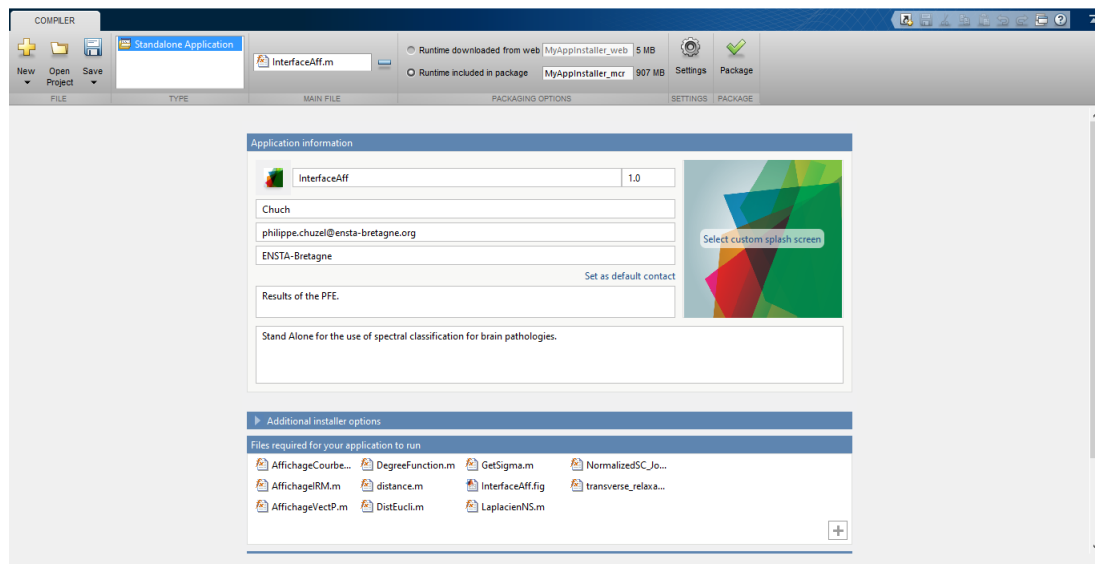 COMPILER
New
Open Project
Save
FILE
Standalone Application
TYPE
InterfaceAff.m
MAIN FILE
Runtime downloaded from web MyAppInstaller_web 5 MB
Runtime included in package MyAppInstaller_mcr 907 MB
PACKAGING OPTIONS
Settings
SETTINGS
Package
PACKAGE
Application information
InterfaceAff 1.0
Chuch
philippe.chuzel@ensta-bretagne.org
ENSTA-Bretagne
Set as default contact
Select custom splash screen
Results of the PFE.
Stand Alone for the use of spectral classification for brain pathologies.
Additional installer options
Files required for your application to run
AffichageCourbe... DegreeFunction.m GetSigma.m NormalizedSC_Jo...
AffichageIRM.m distance.m InterfaceAff.fig transverse_relaxa...
AffichageVectP.m DistEucli.m LaplacienNS.m